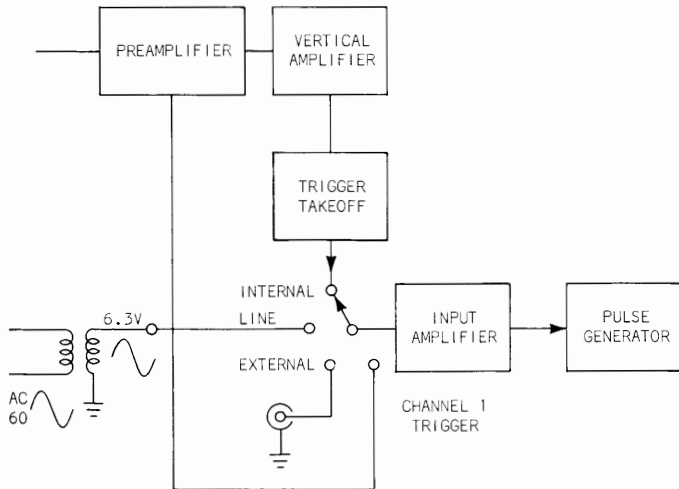 PREAMPLIFIER
VERTICAL
AMPLIFIER
TRIGGER
TAKEOFF
INTERNAL
6.3V
LINE
INPUT
AMPLIFIER
PULSE
GENERATOR
EXTERNAL
AC
60
CHANNEL 1
TRIGGER